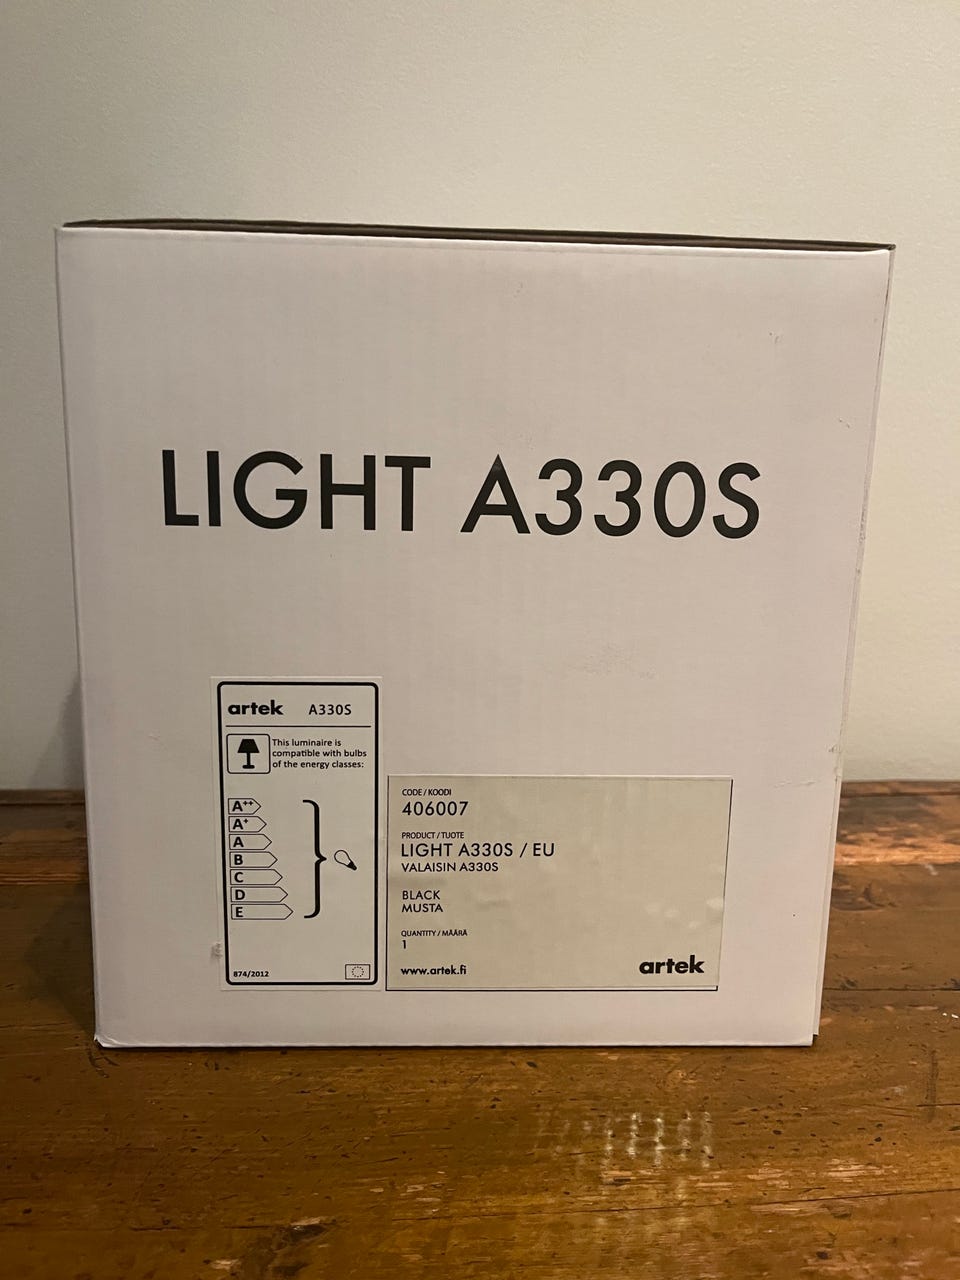 LIGHT A330S
artek A330S
This luminaire is
compatible with bulbs
of the energy classes:
A++
A+
A
B
C
D
E
874/2012
CODE / KOODI
406007
PRODUCT / TUOTE
LIGHT A330S / EU
VALAISIN A330S
BLACK
MUSTA
QUANTITY / MÄÄRÄ
1
www.artek.fi
artek